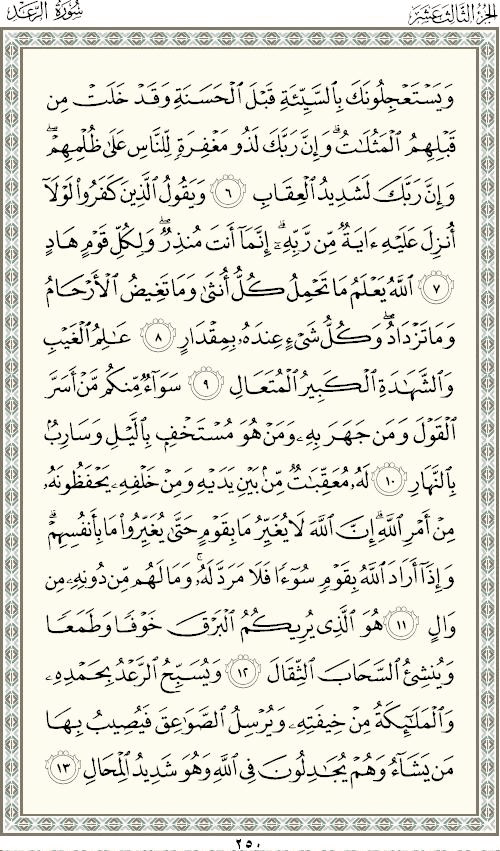 الجزء الثالث عشر
سورة الرعد
وَيَسْتَعْجِلُونَكَ بِالسَّيِّئَةِ قَبْلَ الْحَسَنَةِ وَقَدْ خَلَتْ مِن
قَبْلِهِمُ الْمَثُلَاتُ ۗ وَإِنَّ رَبَّكَ لَذُو مَغْفِرَةٍ لِّلنَّاسِ عَلَىٰ ظُلْمِهِمْ ۖ
وَإِنَّ رَبَّكَ لَشَدِيدُ الْعِقَابِ ٦ وَيَقُولُ الَّذِينَ كَفَرُوا لَوْلَا
أُنزِلَ عَلَيْهِ ءَايَةٌ مِّن رَّبِّهِ ۗ إِنَّمَا أَنتَ مُنذِرٌ ۖ وَلِكُلِّ قَوْمٍ هَادٍ
٧ اللَّهُ يَعْلَمُ مَا تَحْمِلُ كُلُّ أُنثَىٰ وَمَا تَغِيضُ الْأَرْحَامُ
وَمَا تَزْدَادُ ۖ وَكُلُّ شَيْءٍ عِندَهُ بِمِقْدَارٍ ٨ عَالِمُ الْغَيْبِ
وَالشَّهَادَةِ الْكَبِيرُ الْمُتَعَالِ ٩ سَوَاءٌ مِّنكُم مَّنْ أَسَرَّ
الْقَوْلَ وَمَن جَهَرَ بِهِ وَمَنْ هُوَ مُسْتَخْفٍ بِاللَّيْلِ وَسَارِبٌ
بِالنَّهَارِ ١٠ لَهُ مُعَقِّبَاتٌ مِّن بَيْنِ يَدَيْهِ وَمِنْ خَلْفِهِ يَحْفَظُونَهُ
مِنْ أَمْرِ اللَّهِ ۗ إِنَّ اللَّهَ لَا يُغَيِّرُ مَا بِقَوْمٍ حَتَّىٰ يُغَيِّرُوا مَا بِأَنفُسِهِمْ ۗ
وَإِذَا أَرَادَ اللَّهُ بِقَوْمٍ سُوءًا فَلَا مَرَدَّ لَهُ ۚ وَمَا لَهُم مِّن دُونِهِ مِن
وَالٍ ١١ هُوَ الَّذِي يُرِيكُمُ الْبَرْقَ خَوْفًا وَطَمَعًا
وَيُنشِئُ السَّحَابَ الثِّقَالَ ١٢ وَيُسَبِّحُ الرَّعْدُ بِحَمْدِهِ
وَالْمَلَائِكَةُ مِنْ خِيفَتِهِ وَيُرْسِلُ الصَّوَاعِقَ فَيُصِيبُ بِهَا
مَن يَشَاءُ وَهُمْ يُجَادِلُونَ فِي اللَّهِ وَهُوَ شَدِيدُ الْمِحَالِ ١٣
٢٥٠